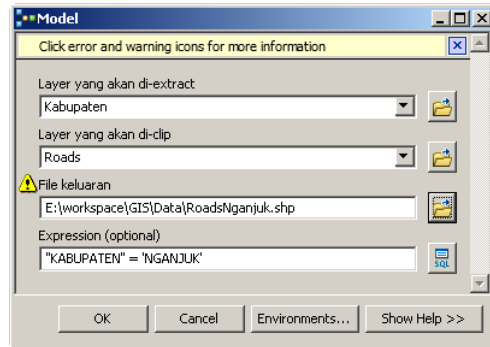 Model
Click error and warning icons for more information
Layer yang akan di-extract
Kabupaten
Layer yang akan di-clip
Roads
File keluaran
E:\workspace\GIS\Data\RoadsNganjuk.shp
Expression (optional)
"KABUPATEN" = 'NGANJUK'
SQL
OK Cancel Environments... Show Help >>